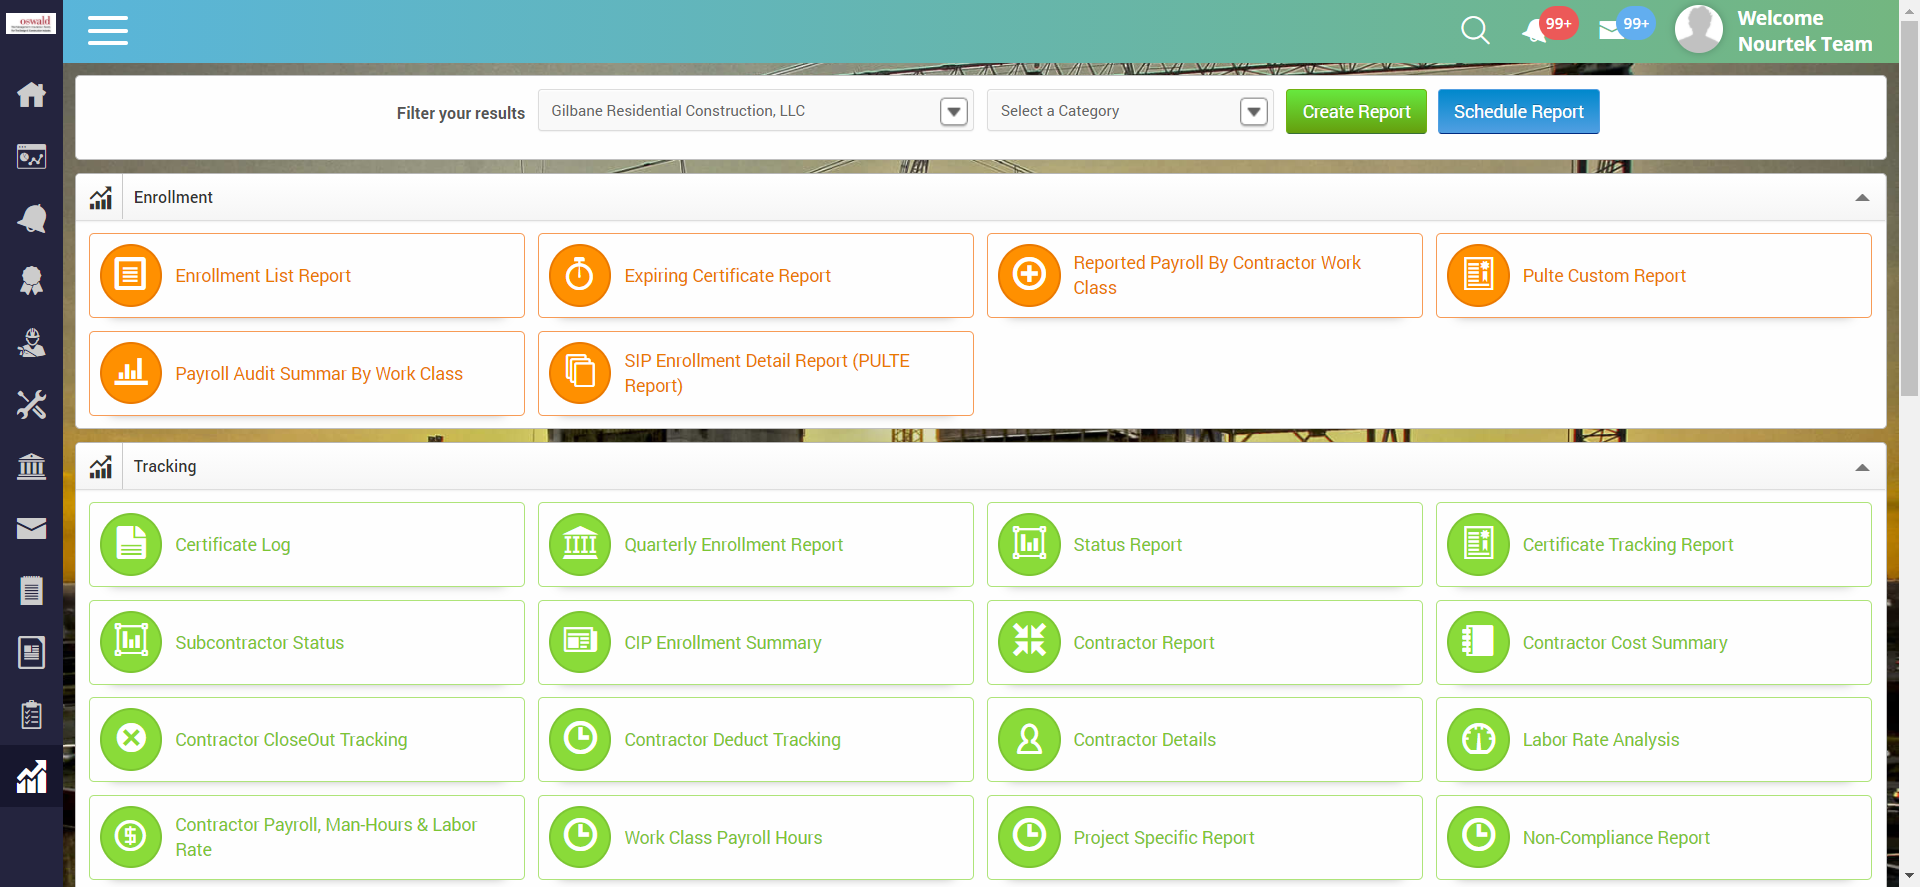 oswald
99+
99+
Welcome
Nourtek Team
Filter your results
Gilbane Residential Construction, LLC
Select a Category
Create Report
Schedule Report
Enrollment
Enrollment List Report
Expiring Certificate Report
Reported Payroll By Contractor Work
Class
Pulte Custom Report
Payroll Audit Summar By Work Class
SIP Enrollment Detail Report (PULTE
Report)
Tracking
Certificate Log
Quarterly Enrollment Report
Status Report
Certificate Tracking Report
Subcontractor Status
CIP Enrollment Summary
Contractor Report
Contractor Cost Summary
Contractor CloseOut Tracking
Contractor Deduct Tracking
Contractor Details
Labor Rate Analysis
Contractor Payroll, Man-Hours & Labor
Rate
Work Class Payroll Hours
Project Specific Report
Non-Compliance Report